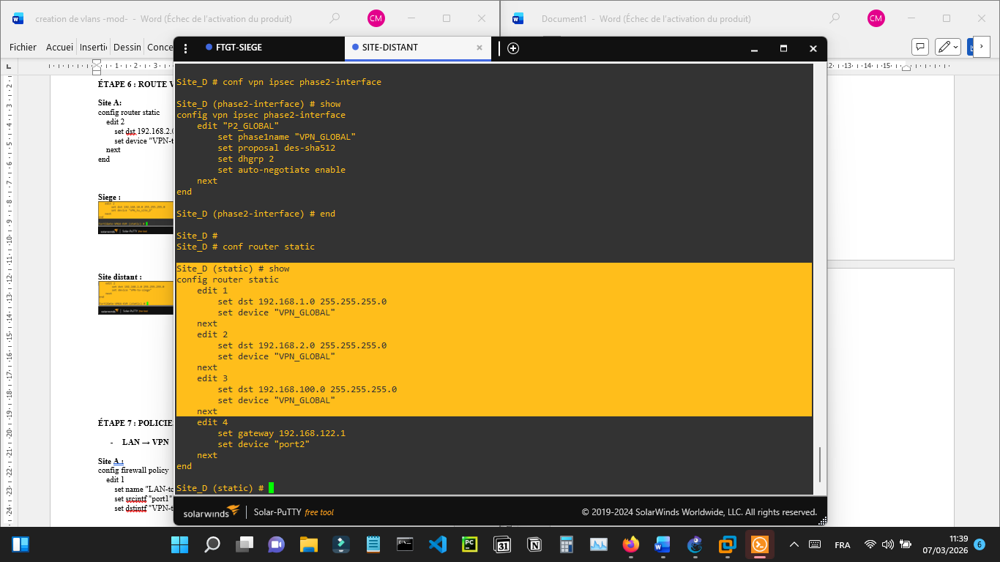 creation de vlans -mod- - Word (Échec de l'activation du produit)
CM
Document1 - Word (Échec de l'activation du produit)
CM
Fichier Accueil Inserti Dessin Conce
FTGT-SIEGE
SITE-DISTANT
ÉTAPE 6 : ROUTE V
Site A:
config router static
edit 2
set dst 192.168.2.0
set device "VPN-t
next
end
Siege :
Site distant :
ÉTAPE 7 : POLICIE
- LAN → VPN
Site A :
config firewall policy
edit 1
set name "LAN-to
set srcintf "port1"
set dstintf "VPN-t
Site_D # conf vpn ipsec phase2-interface
Site_D (phase2-interface) # show
config vpn ipsec phase2-interface
edit "P2_GLOBAL"
set phase1name "VPN_GLOBAL"
set proposal des-sha512
set dhgrp 2
set auto-negotiate enable
next
end
Site_D (phase2-interface) # end
Site_D #
Site_D # conf router static
Site_D (static) # show
config router static
edit 1
set dst 192.168.1.0 255.255.255.0
set device "VPN_GLOBAL"
next
edit 2
set dst 192.168.2.0 255.255.255.0
set device "VPN_GLOBAL"
next
edit 3
set dst 192.168.100.0 255.255.255.0
set device "VPN_GLOBAL"
next
edit 4
set gateway 192.168.122.1
set device "port2"
next
end
Site_D (static) #
solarwinds Solar-PuTTY free tool
© 2019-2024 SolarWinds Worldwide, LLC. All rights reserved.
FRA
11:39
07/03/2026
6